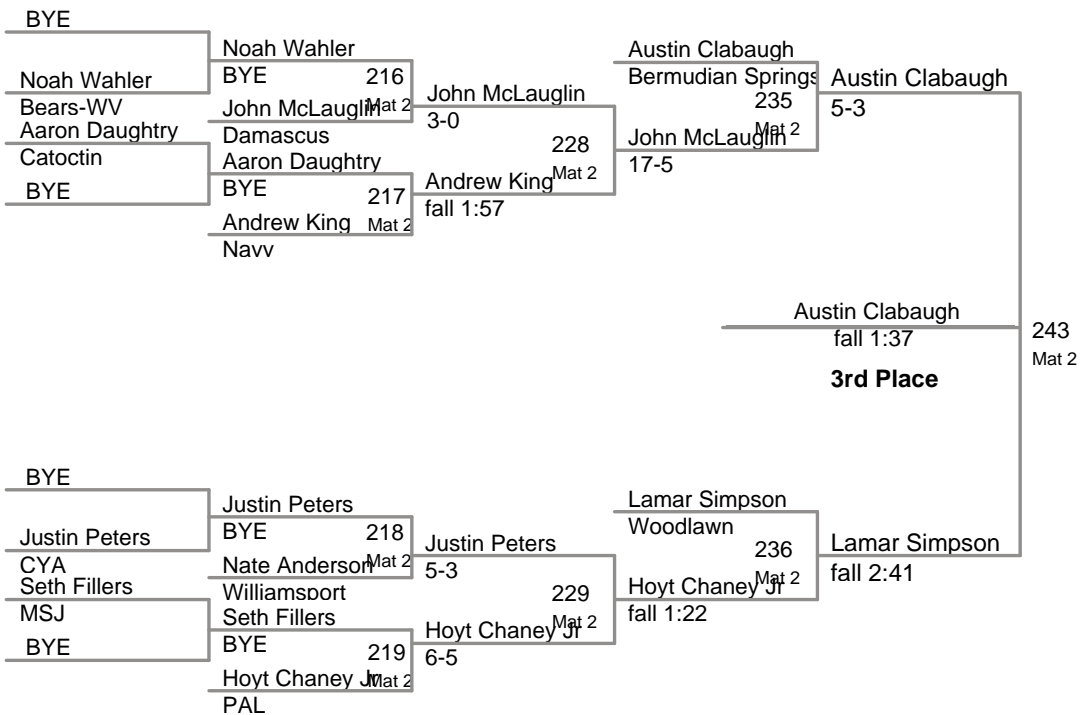 BYE
Noah Wahler
Bears-WV
Aaron Daughtry
Catoctin
BYE
Noah Wahler
BYE
216
Mat 2
John McLauglin
Damascus
Aaron Daughtry
BYE
217
Mat 2
Andrew King
Navy
John McLauglin
3-0
228
Mat 2
Andrew King
fall 1:57
Austin Clabaugh
Bermudian Springs
235
Mat 2
John McLauglin
17-5
Austin Clabaugh
5-3
Austin Clabaugh
fall 1:37
3rd Place
243
Mat 2
BYE
Justin Peters
CYA
Seth Fillers
MSJ
BYE
Justin Peters
BYE
218
Mat 2
Nate Anderson
Williamsport
Seth Fillers
BYE
219
Mat 2
Hoyt Chaney Jr
PAL
Justin Peters
5-3
229
Mat 2
Hoyt Chaney Jr
6-5
Lamar Simpson
Woodlawn
236
Mat 2
Hoyt Chaney Jr
fall 1:22
Lamar Simpson
fall 2:41